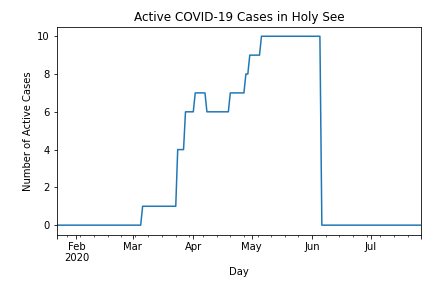 Active COVID-19 Cases in Holy See
10
8
6
4
2
0
Number of Active Cases
Feb Mar Apr May Jun Jul
2020
Day